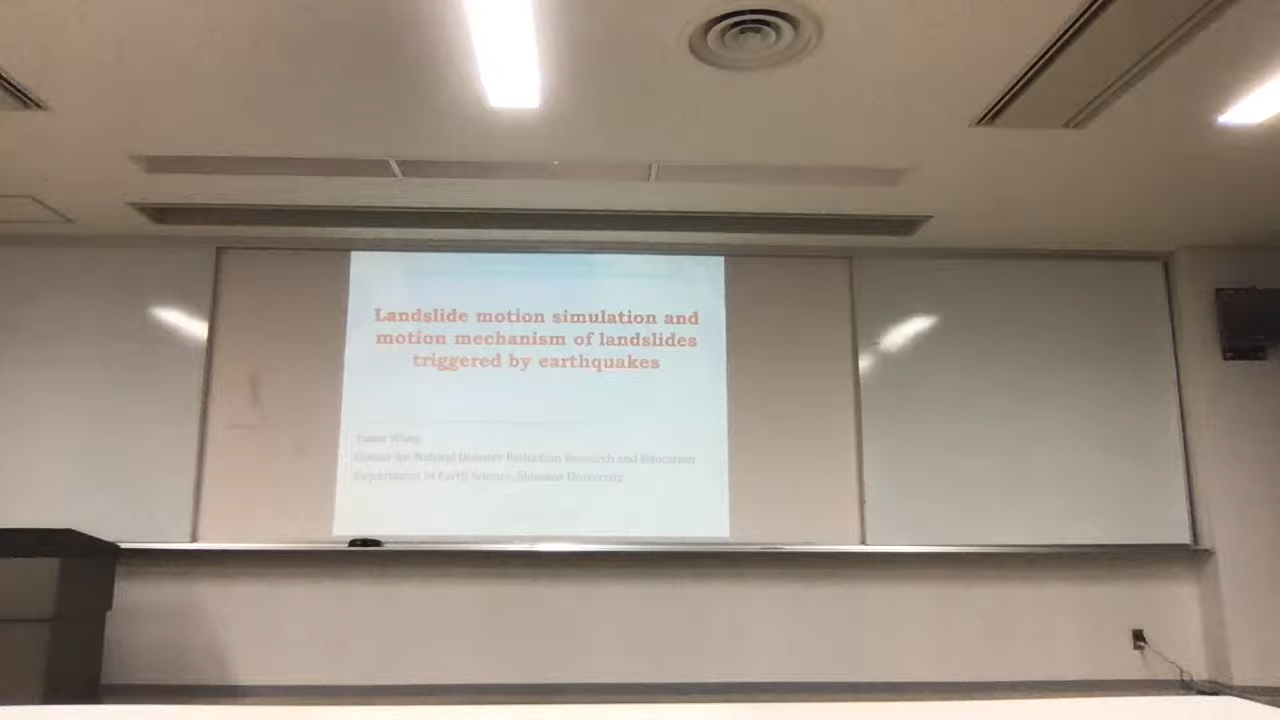 Landslide motion simulation and
motion mechanism of landslides
triggered by earthquakes
Wang
Center for Natural Disaster Reduction Research and Education
Department of Earth Science, Shimane University